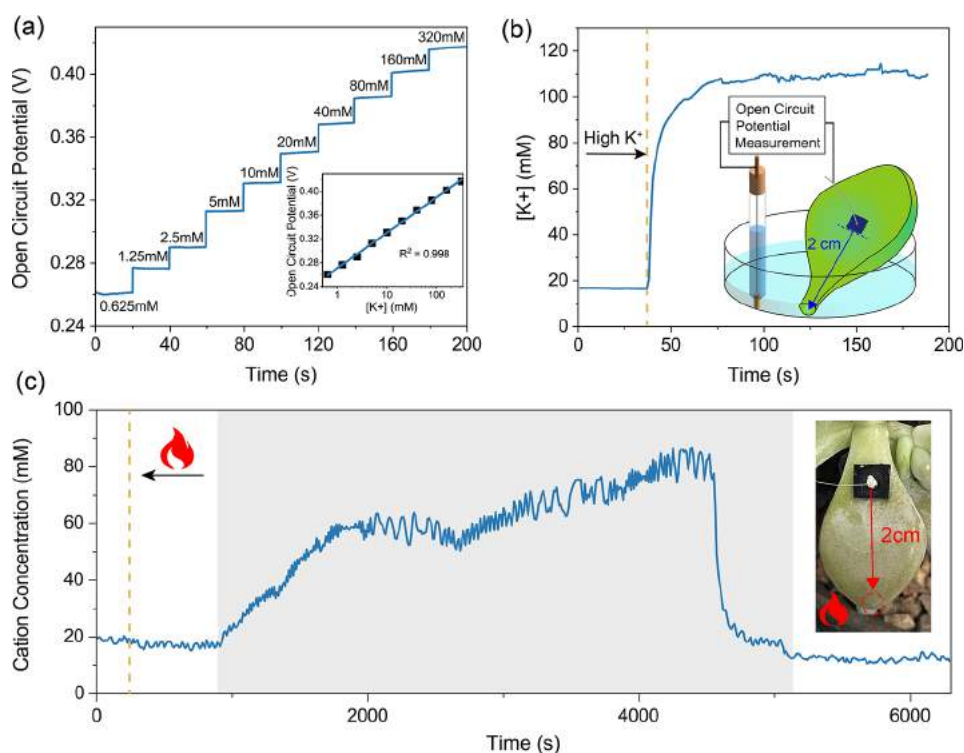 (a)
Open Circuit Potential (V)
0.40
0.36
0.32
0.28
0.24
0.625mM
1.25mM
2.5mM
5mM
10mM
20mM
40mM
80mM
160mM
320mM
0
40
80
120
160
200
Time (s)
Open Circuit Potential (V)
0.40
0.36
0.32
0.28
0.24
R² = 0.998
1
10
100
[K+] (mM)
(b)
[K+] (mM)
120
100
80
60
40
20
0
High K⁺
Open Circuit
Potential
Measurement
2 cm
0
50
100
150
200
Time (s)
(c)
Cation Concentration (mM)
100
80
60
40
20
0
2cm
0
2000
4000
6000
Time (s)